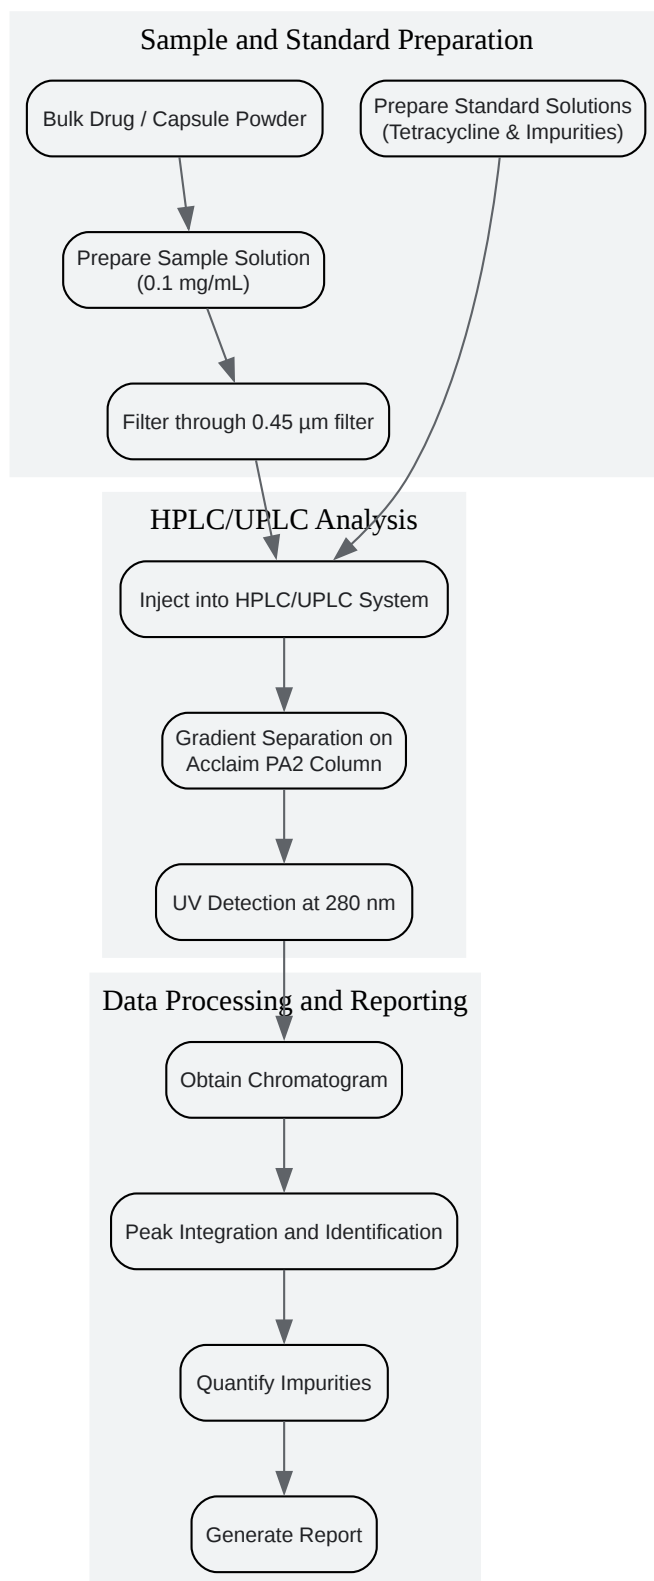 Sample and Standard Preparation
Bulk Drug / Capsule Powder
Prepare Standard Solutions
(Tetracycline & Impurities)
Prepare Sample Solution
(0.1 mg/mL)
Filter through 0.45 µm filter
HPLC/UPLC Analysis
Inject into HPLC/UPLC System
Gradient Separation on
Acclaim PA2 Column
UV Detection at 280 nm
Data Processing and Reporting
Obtain Chromatogram
Peak Integration and Identification
Quantify Impurities
Generate Report